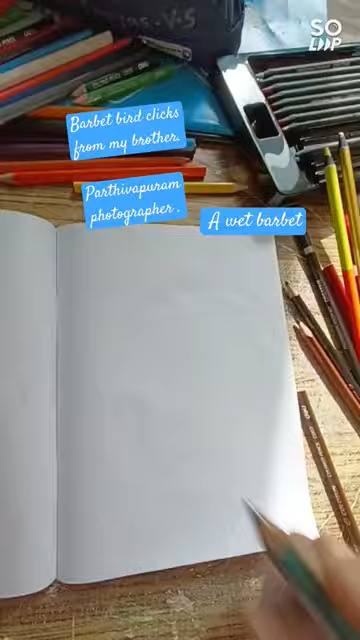 SO
LOOP
Barbet bird clicks
from my brother.
Parthivapuram
photographer .
A wet barbet